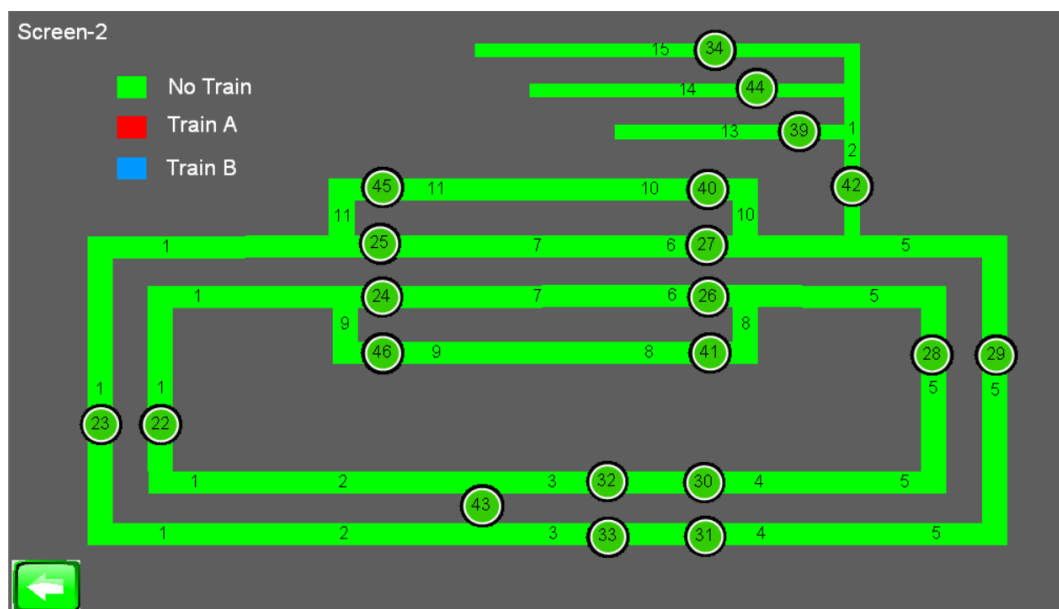 Screen-2
15 34
No Train
14 44
Train A
13 39 1
2
Train B
45 11 10 40 42
11 10
1 25 7 6 27 5
1 24 7 6 26 5
9 8
46 9 8 41 28 29
1 1 5 5
23 22
1 2 3 32 30 4 5
43
1 2 3 33 31 4 5